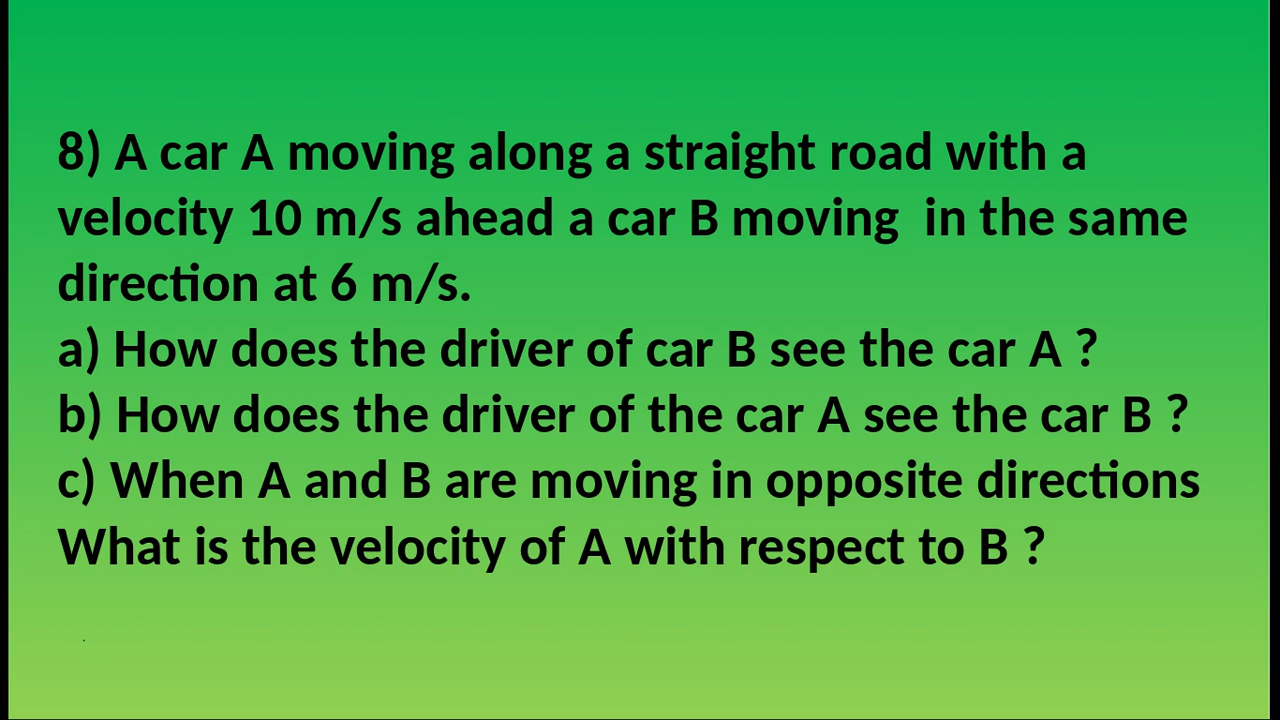 8) A car A moving along a straight road with a
velocity 10 m/s ahead a car B moving  in the same
direction at 6 m/s.
a) How does the driver of car B see the car A ?
b) How does the driver of the car A see the car B ?
c) When A and B are moving in opposite directions
What is the velocity of A with respect to B ?
.